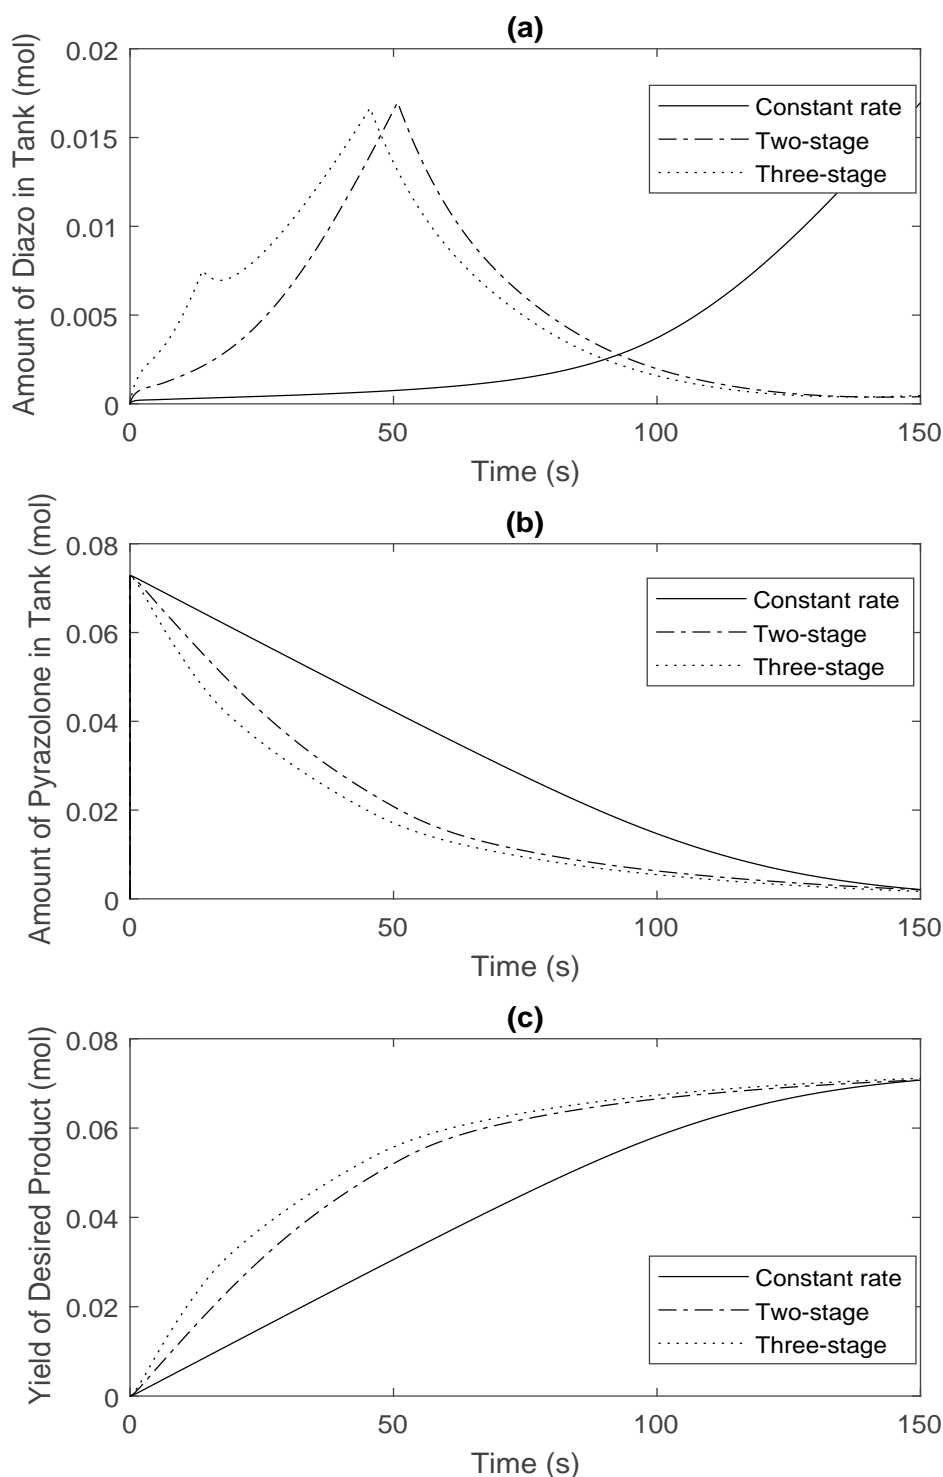 (a)
Amount of Diazo in Tank (mol)
0.02
0.015
0.01
0.005
0
Constant rate
Two-stage
Three-stage
0 50 100 150
Time (s)
(b)
Amount of Pyrazolone in Tank (mol)
0.08
0.06
0.04
0.02
0
Constant rate
Two-stage
Three-stage
0 50 100 150
Time (s)
(c)
Yield of Desired Product (mol)
0.08
0.06
0.04
0.02
0
Constant rate
Two-stage
Three-stage
0 50 100 150
Time (s)